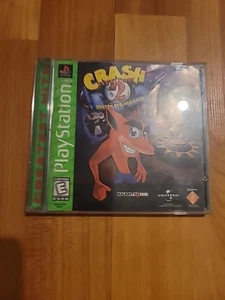 CRASH
BANDICOOT
2
CORTEX STRIKES BACK
PlayStation
GREATEST HITS
E
NAUGHTY DOG
UNIVERSAL